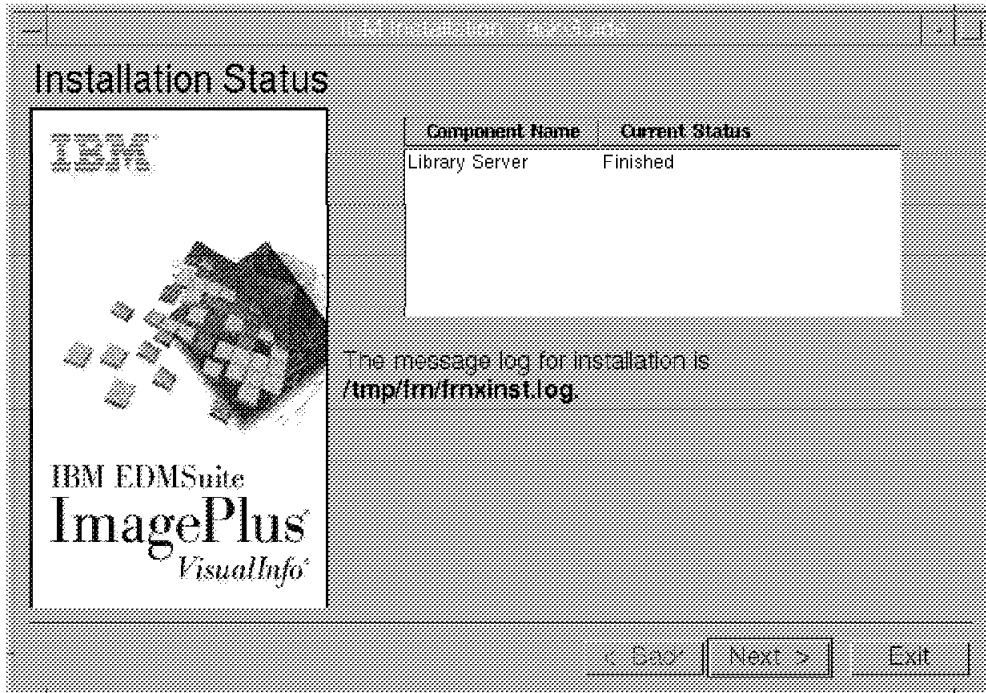 Installation Status
IBM
Component Name Current Status
Library Server Finished
The message log for installation is
/tmp/frn/frnxinst.log.
IBM EDMSuite
ImagePlus
VisualInfo
< Back Next > Exit